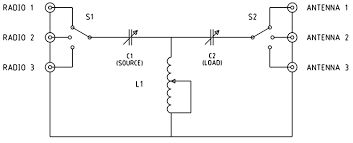 RADIO 1
S1
S2
ANTENNA 1
RADIO 2
ANTENNA 2
C1
(SOURCE)
C2
(LOAD)
RADIO 3
ANTENNA 3
L1